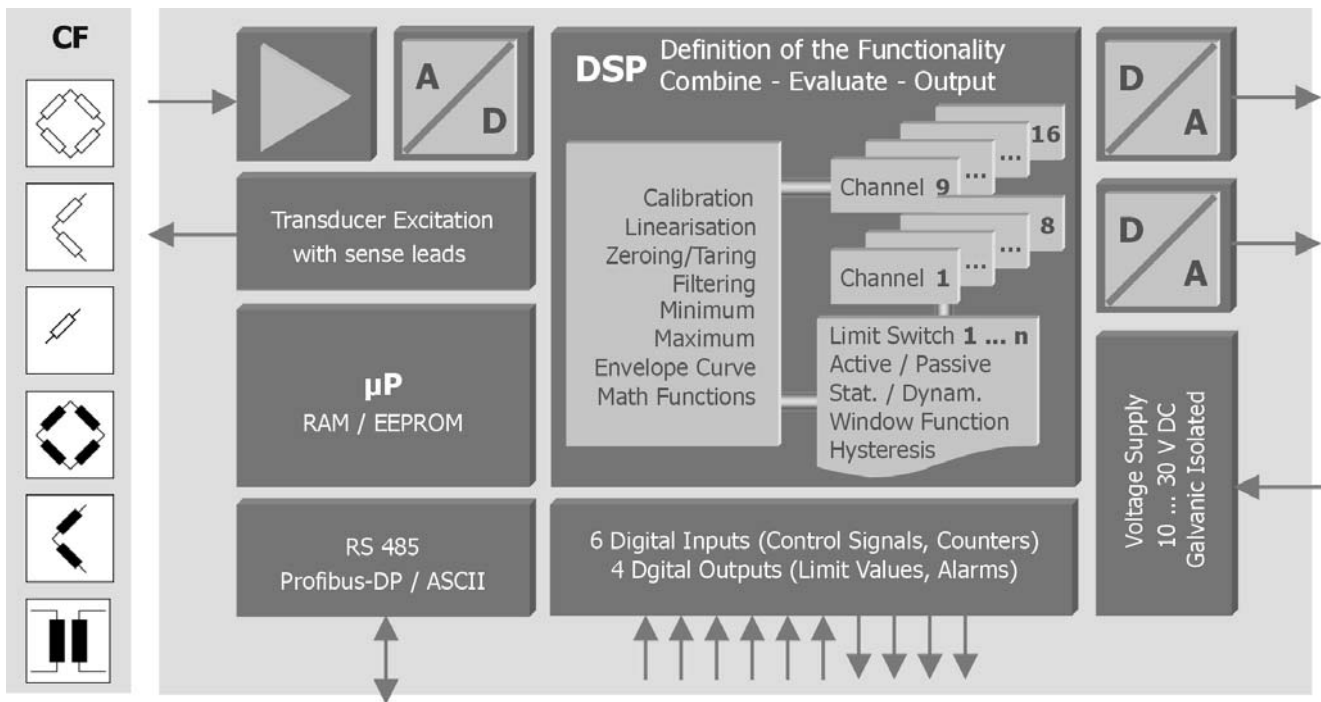 CF
A
D
Transducer Excitation
with sense leads
µP
RAM / EEPROM
RS 485
Profibus-DP / ASCII
DSP
Definition of the Functionality
Combine - Evaluate - Output
Calibration
Linearisation
Zeroing/Taring
Filtering
Minimum
Maximum
Envelope Curve
Math Functions
16
...
...
Channel 9
8
...
...
Channel 1
Limit Switch 1 ... n
Active / Passive
Stat. / Dynam.
Window Function
Hysteresis
6 Digital Inputs (Control Signals, Counters)
4 Dgital Outputs (Limit Values, Alarms)
D
A
D
A
Voltage Supply
10 ... 30 V DC
Galvanic Isolated